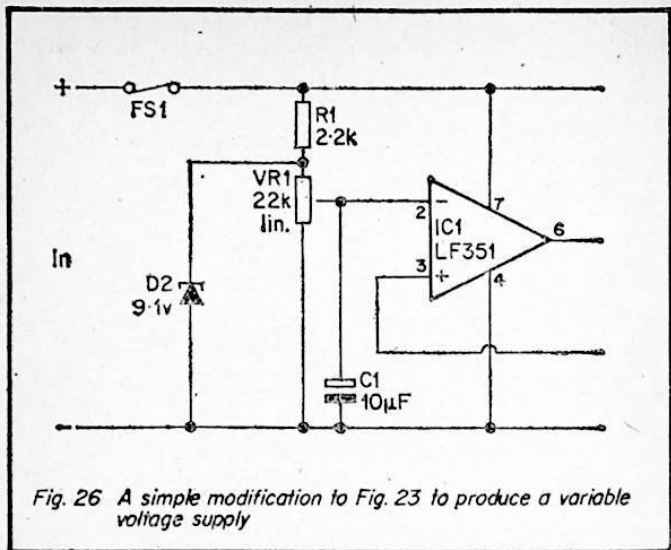 +
FS1
R1
2·2k
VR1
22k
lin.
In
D2
9·1v
2
-
7
IC1
LF351
6
3
+
4
C1
10μF
-
Fig. 26 A simple modification to Fig. 23 to produce a variable
voltage supply